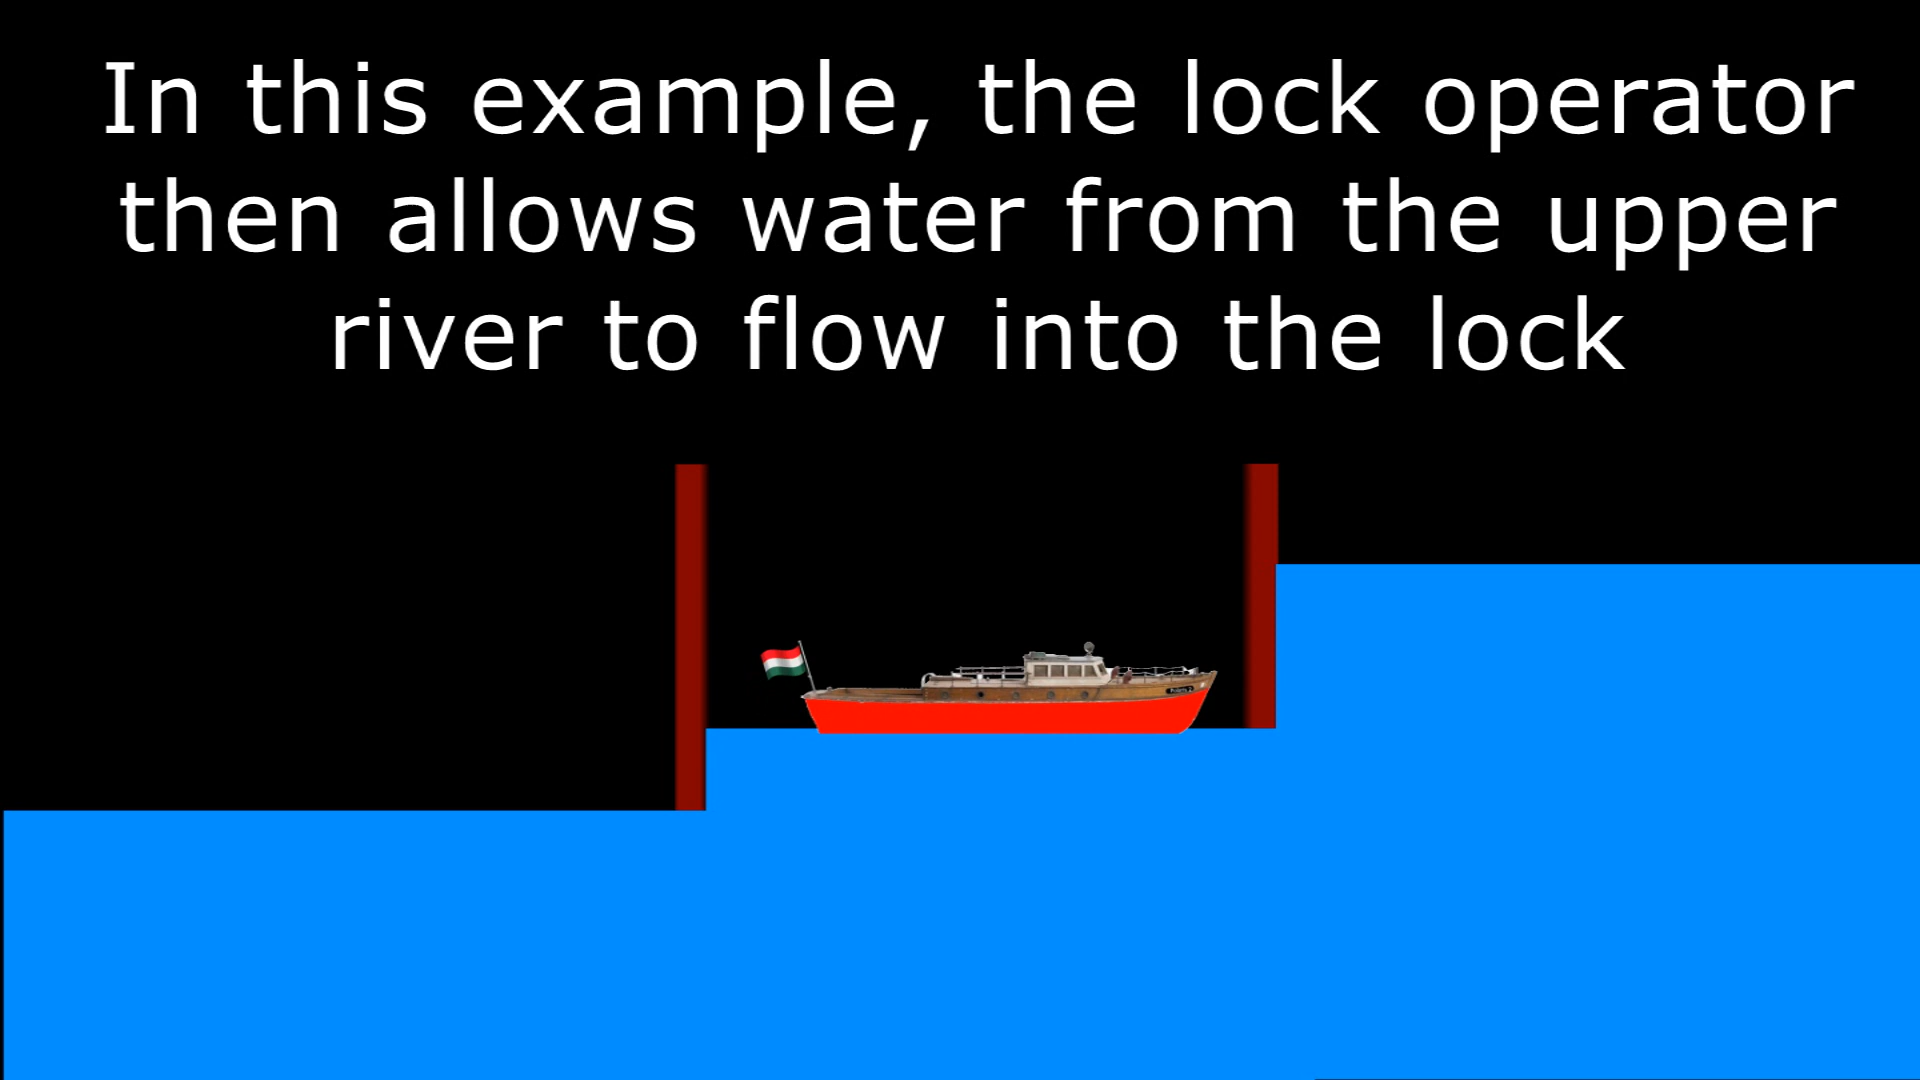 In this example, the lock operator
then allows water from the upper
river to flow into the lock